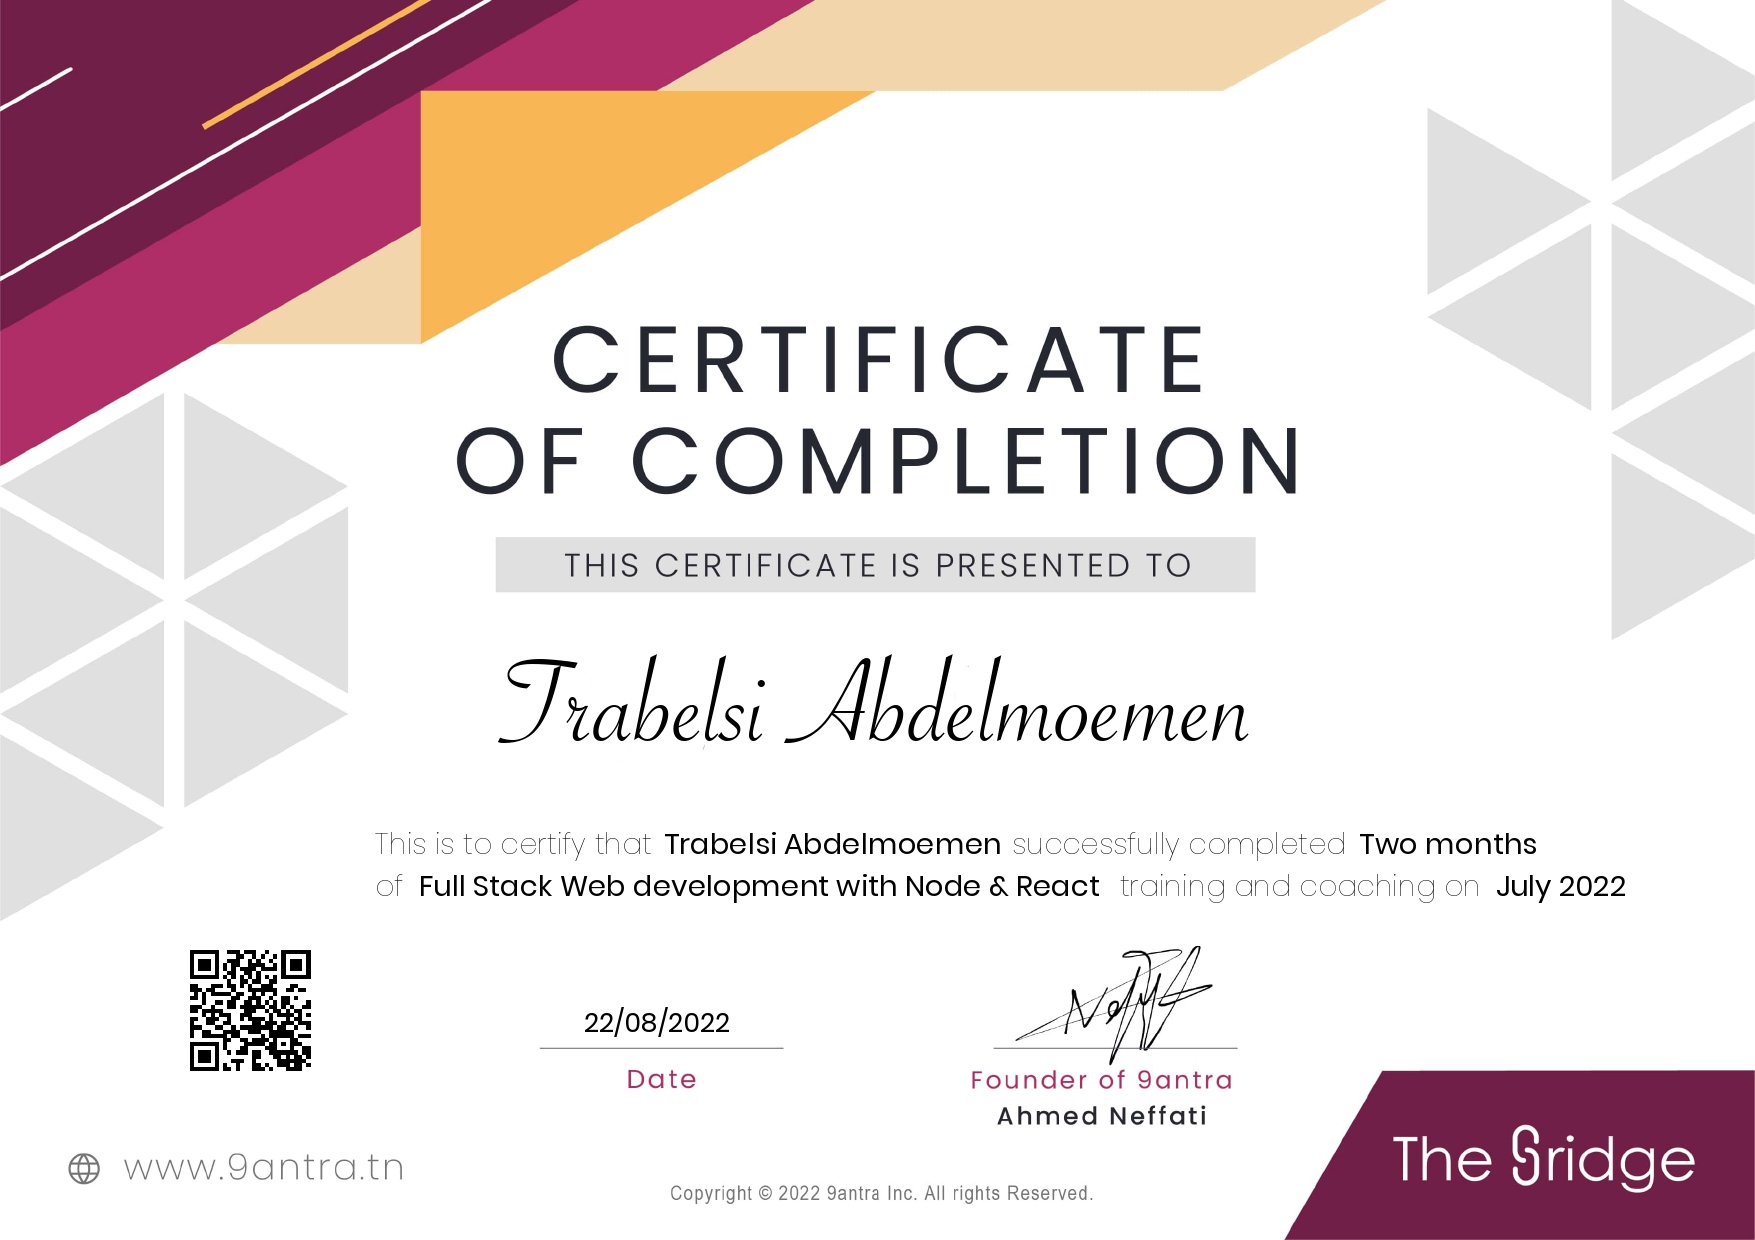 CERTIFICATE
OF COMPLETION
THIS CERTIFICATE IS PRESENTED TO
Trabelsi Abdelmoemen
This is to certify that Trabelsi Abdelmoemen successfully completed Two months
of Full Stack Web development with Node & React training and coaching on July 2022
22/08/2022
Date
Founder of 9antra
Ahmed Neffati
www.9antra.tn
Copyright © 2022 9antra Inc. All rights Reserved.
The Bridge